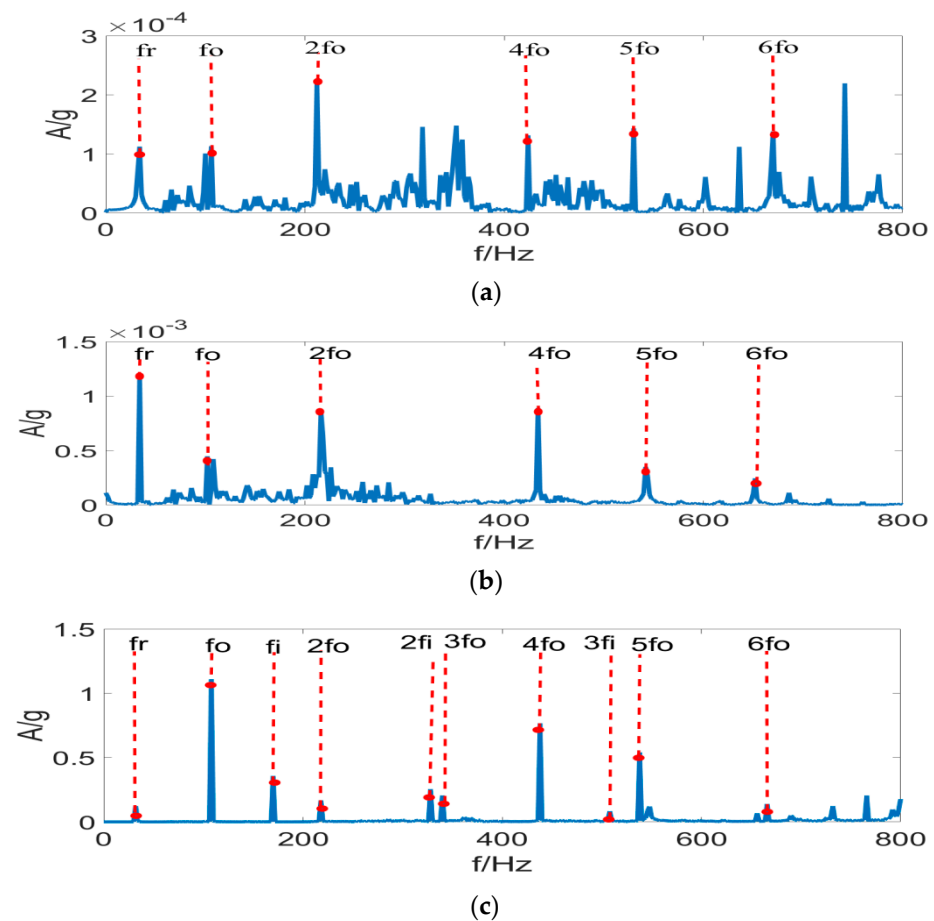 × 10-4
fr fo 2fo 4fo 5fo 6fo
3
2
1
0
A/g
0 200 400 600 800
f/Hz
(a)
× 10-3
fr fo 2fo 4fo 5fo 6fo
1.5
1
0.5
0
A/g
0 200 400 600 800
f/Hz
(b)
fr fo fi 2fo 2fi 3fo 4fo 3fi 5fo 6fo
1.5
1
0.5
0
A/g
0 200 400 600 800
f/Hz
(c)